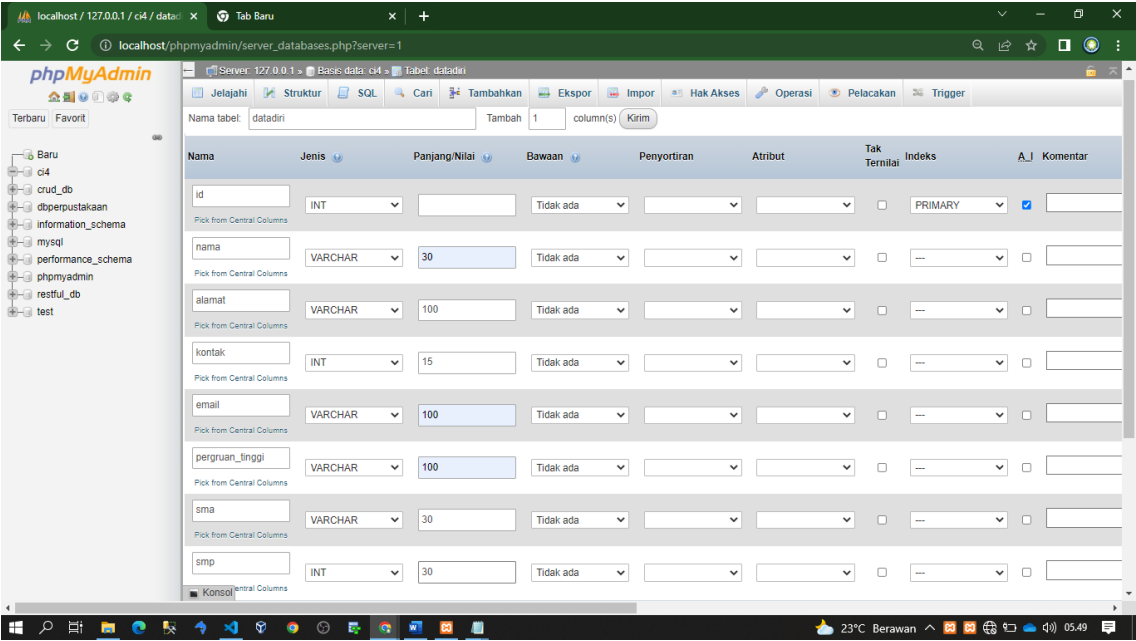 localhost / 127.0.0.1 / ci4 / datad
Tab Baru
localhost/phpmyadmin/server_databases.php?server=1
phpMyAdmin
Terbaru Favorit
Baru
ci4
crud_db
dbperpustakaan
information_schema
mysql
performance_schema
phpmyadmin
restful_db
test
Server: 127.0.0.1 » Basis data: ci4 » Tabel: datadiri
Jelajahi Struktur SQL Cari Tambahkan Ekspor Impor Hak Akses Operasi Pelacakan Trigger
Nama tabel: datadiri Tambah 1 column(s) Kirim
Nama Jenis Panjang/Nilai Bawaan Penyortiran Atribut Tak Ternilai Indeks A_I Komentar
id INT Tidak ada PRIMARY
Pick from Central Columns
nama VARCHAR 30 Tidak ada ---
Pick from Central Columns
alamat VARCHAR 100 Tidak ada ---
Pick from Central Columns
kontak INT 15 Tidak ada ---
Pick from Central Columns
email VARCHAR 100 Tidak ada ---
Pick from Central Columns
pergruan_tinggi VARCHAR 100 Tidak ada ---
Pick from Central Columns
sma VARCHAR 30 Tidak ada ---
Pick from Central Columns
smp INT 30 Tidak ada ---
Konsol entral Columns
23°C Berawan 05.49